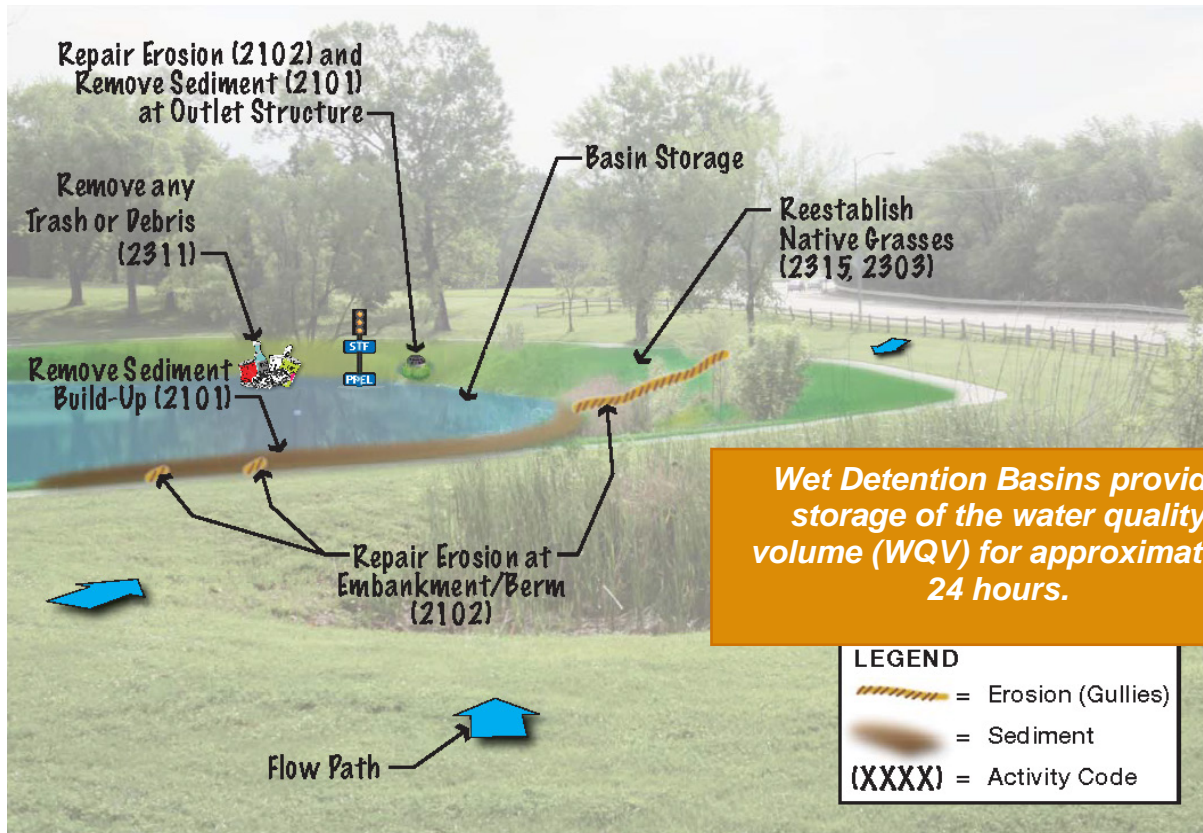 Repair Erosion (2102) and
Remove Sediment (2101)
at Outlet Structure
Basin Storage
Remove any
Trash or Debris
(2311)
Reestablish
Native Grasses
(2315, 2303)
STF
PPEL
Remove Sediment
Build-Up (2101)
Wet Detention Basins provid
storage of the water quality
volume (WQV) for approximat
24 hours.
Repair Erosion at
Embankment/Berm
(2102)
Flow Path
LEGEND
= Erosion (Gullies)
= Sediment
(XXXX) = Activity Code